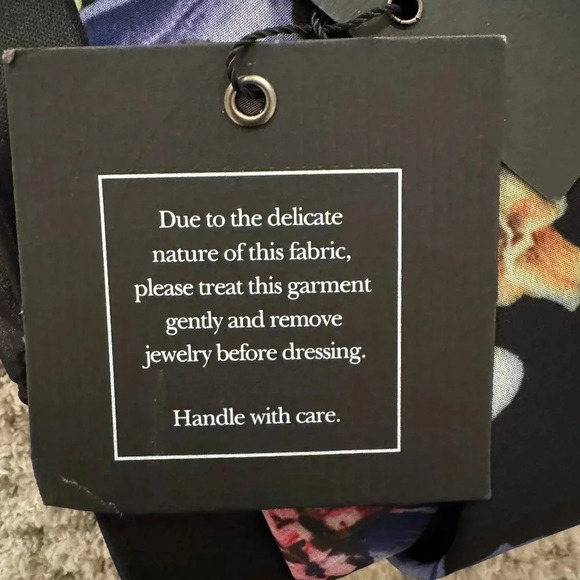 Due to the delicate
nature of this fabric,
please treat this garment
gently and remove
jewelry before dressing.
Handle with care.